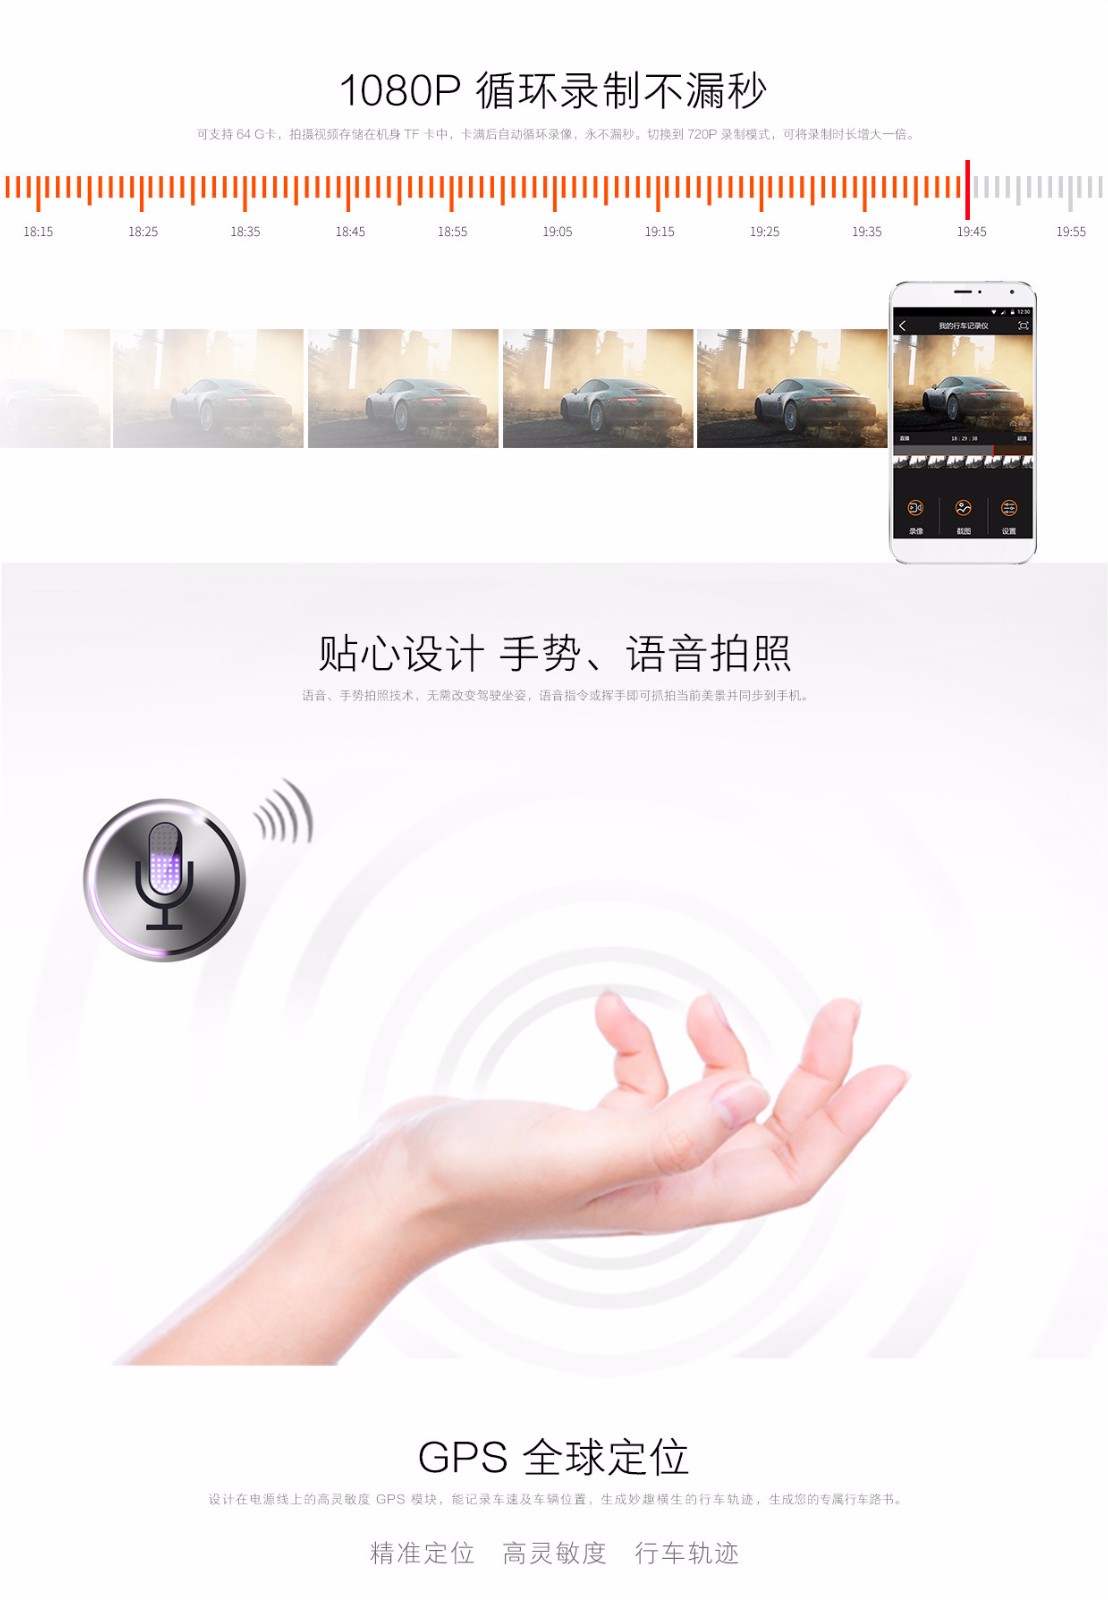 1080P 循环录制不漏秒
可支持 64 G卡，拍摄视频存储在机身 TF 卡中，卡满后自动循环录像，永不漏秒。切换到 720P 录制模式，可将录制时长增大一倍。
18:15 18:25 18:35 18:45 18:55 19:05 19:15 19:25 19:35 19:45 19:55
12:30
我的行车记录仪
直播 18:29:38 超清
录像 截图 设置
贴心设计 手势、语音拍照
语音、手势拍照技术，无需改变驾驶坐姿，语音指令或挥手即可抓拍当前美景并同步到手机。
GPS 全球定位
设计在电源线上的高灵敏度 GPS 模块，能记录车速及车辆位置，生成妙趣横生的行车轨迹，生成您的专属行车路书。
精准定位 高灵敏度 行车轨迹